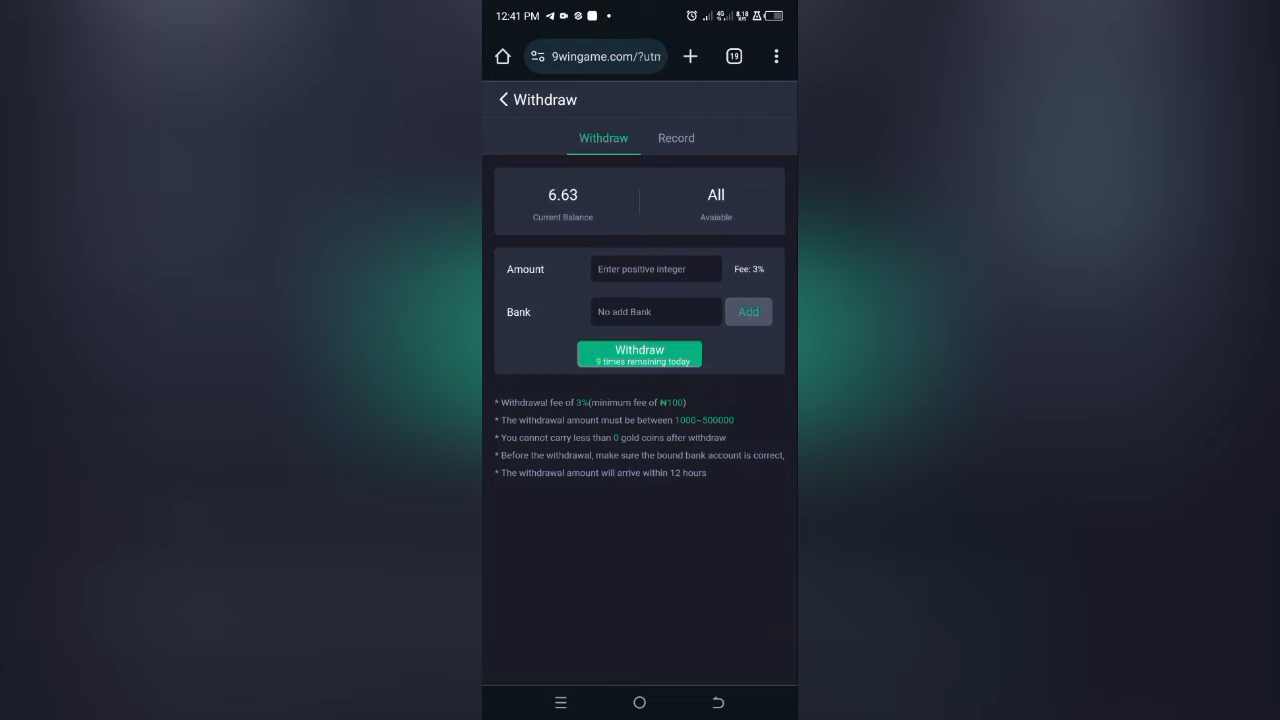 12:41 PM 4G 8.18 K/s
9wingame.com/?utm 19
Withdraw
Withdraw Record
6.63 All
Current Balance Avaiable
Amount Enter positive integer Fee: 3%
Bank No add Bank Add
Withdraw
9 times remaining today
* Withdrawal fee of 3%(minimum fee of ₦100)
* The withdrawal amount must be between 1000~500000
* You cannot carry less than 0 gold coins after withdraw
* Before the withdrawal, make sure the bound bank account is correct,
* The withdrawal amount will arrive within 12 hours